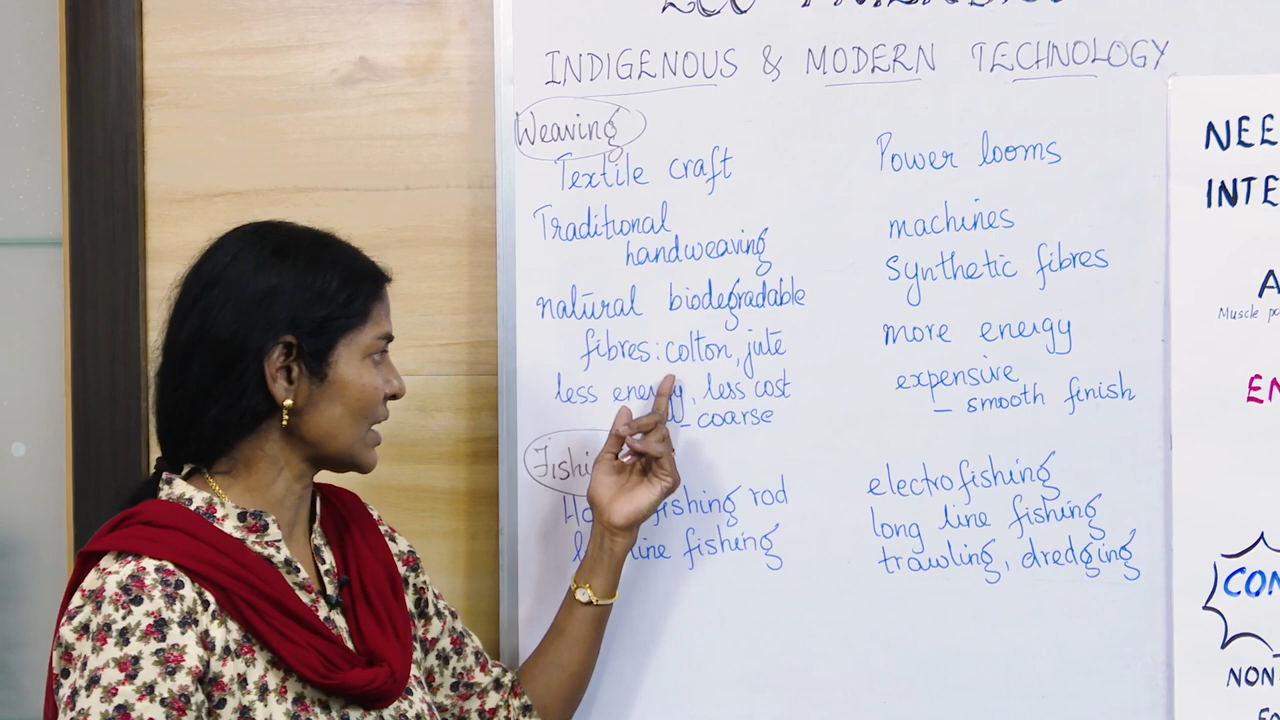 INDIGENOUS & MODERN TECHNOLOGY
Weaving
Textile craft
Traditional
handweaving
natural biodegradable
fibres: cotton, jute
less energy, less cost
– coarse
Power looms
machines
Synthetic fibres
more energy
expensive
– smooth finish
Fishi
fishing rod
line fishing
electrofishing
long line fishing
trawling, dredging
NEE
INTE
A
Muscle
EN
CON
NON